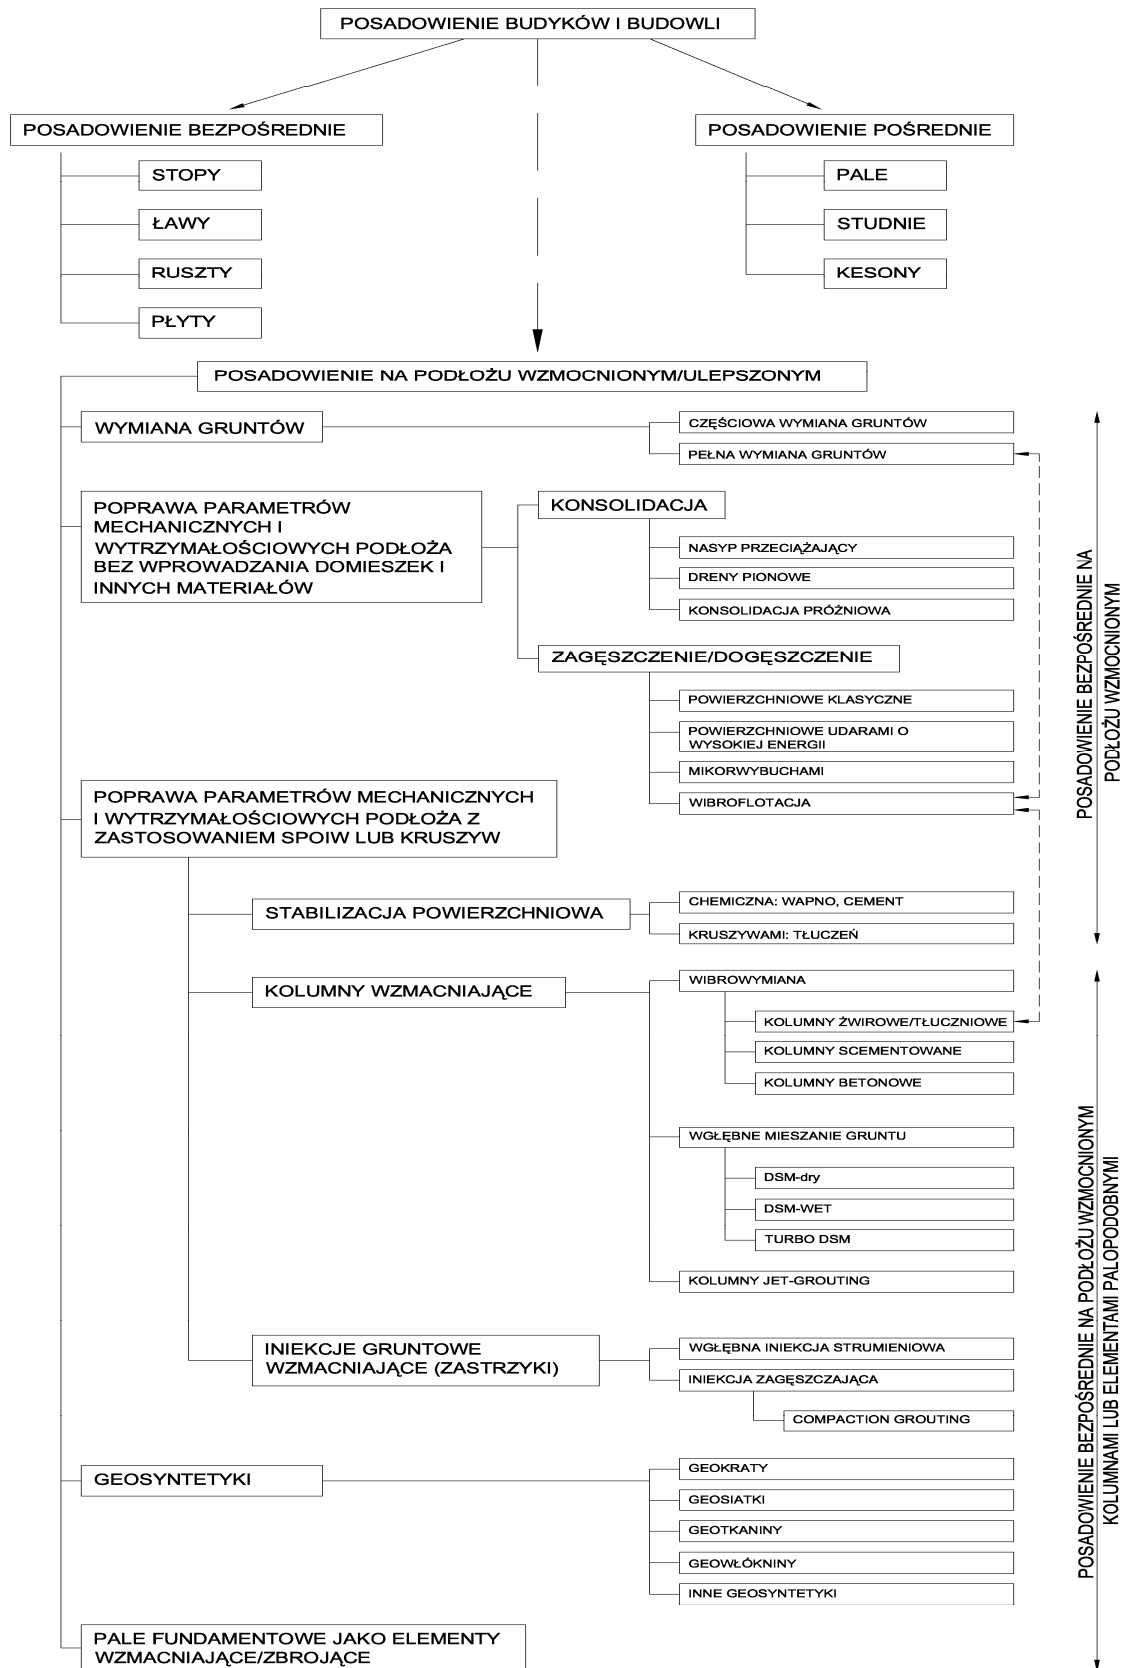 POSADOWIENIE BUDYKÓW I BUDOWLI
POSADOWIENIE BEZPOŚREDNIE
STOPY
ŁAWY
RUSZTY
PŁYTY
POSADOWIENIE POŚREDNIE
PALE
STUDNIE
KESONY
POSADOWIENIE NA PODŁOŻU WZMOCNIONYM/ULEPSZONYM
WYMIANA GRUNTÓW
CZĘŚCIOWA WYMIANA GRUNTÓW
PEŁNA WYMIANA GRUNTÓW
POPRAWA PARAMETRÓW
MECHANICZNYCH I
WYTRZYMAŁOŚCIOWYCH PODŁOŻA
BEZ WPROWADZANIA DOMIESZEK I
INNYCH MATERIAŁÓW
KONSOLIDACJA
NASYP PRZECIĄŻAJĄCY
DRENY PIONOWE
KONSOLIDACJA PRÓŻNIOWA
ZAGĘSZCZENIE/DOGĘSZCZENIE
POWIERZCHNIOWE KLASYCZNE
POWIERZCHNIOWE UDARAMI O
WYSOKIEJ ENERGII
MIKORWYBUCHAMI
WIBROFLOTACJA
POPRAWA PARAMETRÓW MECHANICZNYCH
I WYTRZYMAŁOŚCIOWYCH PODŁOŻA Z
ZASTOSOWANIEM SPOIW LUB KRUSZYW
STABILIZACJA POWIERZCHNIOWA
CHEMICZNA: WAPNO, CEMENT
KRUSZYWAMI: TŁUCZEŃ
KOLUMNY WZMACNIAJĄCE
WIBROWYMIANA
KOLUMNY ŻWIROWE/TŁUCZNIOWE
KOLUMNY SCEMENTOWANE
KOLUMNY BETONOWE
WGŁĘBNE MIESZANIE GRUNTU
DSM-dry
DSM-WET
TURBO DSM
KOLUMNY JET-GROUTING
INIEKCJE GRUNTOWE
WZMACNIAJĄCE (ZASTRZYKI)
WGŁĘBNA INIEKCJA STRUMIENIOWA
INIEKCJA ZAGĘSZCZAJĄCA
COMPACTION GROUTING
GEOSYNTETYKI
GEOKRATY
GEOSIATKI
GEOTKANINY
GEOWŁÓKNINY
INNE GEOSYNTETYKI
PALE FUNDAMENTOWE JAKO ELEMENTY
WZMACNIAJĄCE/ZBROJĄCE
POSADOWIENIE BEZPOŚREDNIE NA
PODŁOŻU WZMOCNIONYM
POSADOWIENIE BEZPOŚREDNIE NA PODŁOŻU WZMOCNIONYM
KOLUMNAMI LUB ELEMENTAMI PALOPODOBNYMI